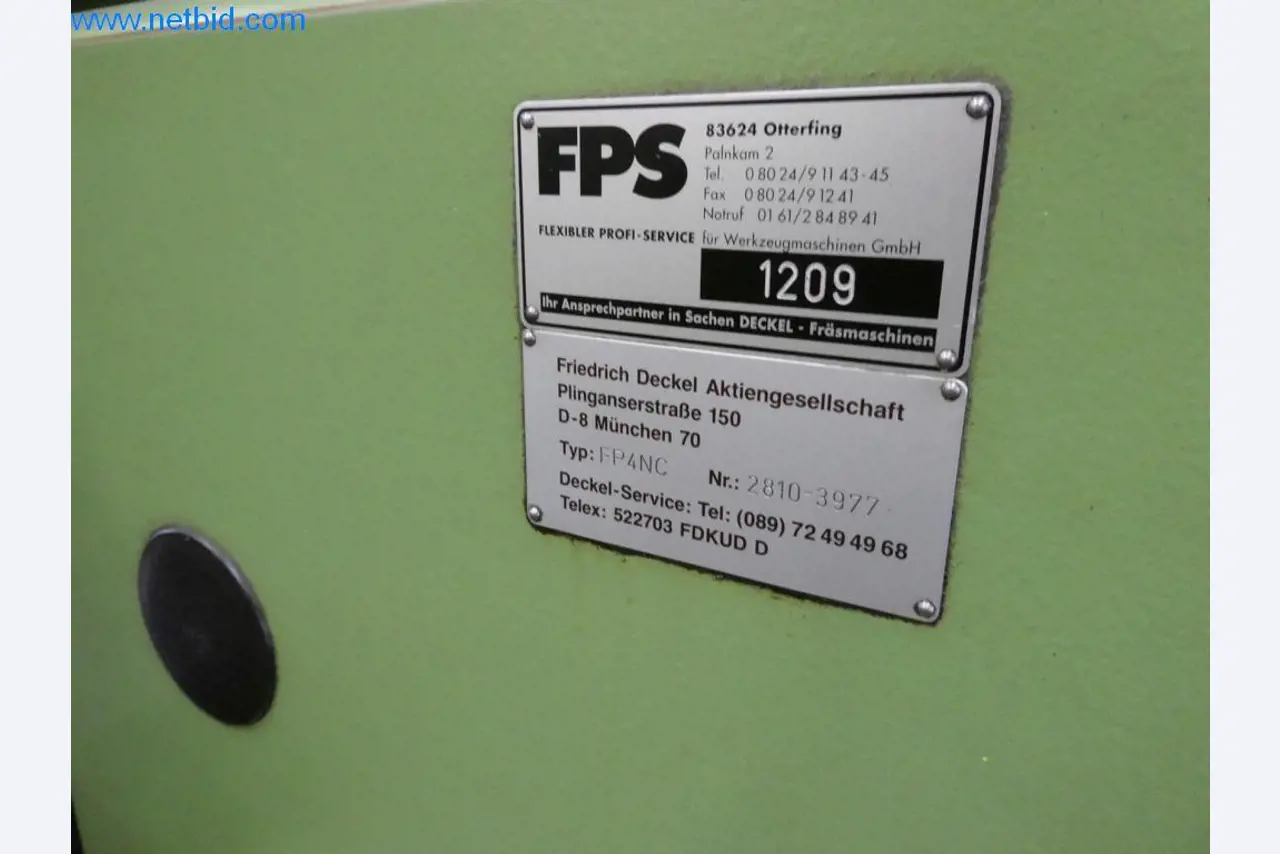 www.netbid.com
FPS
83624 Otterfing
Palnkam 2
Tel. 0 80 24/9 11 43-45
Fax 0 80 24/9 12 41
Notruf 01 61/2 84 89 41
FLEXIBLER PROFI-SERVICE für Werkzeugmaschinen GmbH
1209
Ihr Ansprechpartner in Sachen DECKEL - Fräsmaschinen
Friedrich Deckel Aktiengesellschaft
Plinganserstraße 150
D-8 München 70
Typ: FP4NC Nr.: 2810-3977
Deckel-Service: Tel: (089) 72 49 49 68
Telex: 522703 FDKUD D